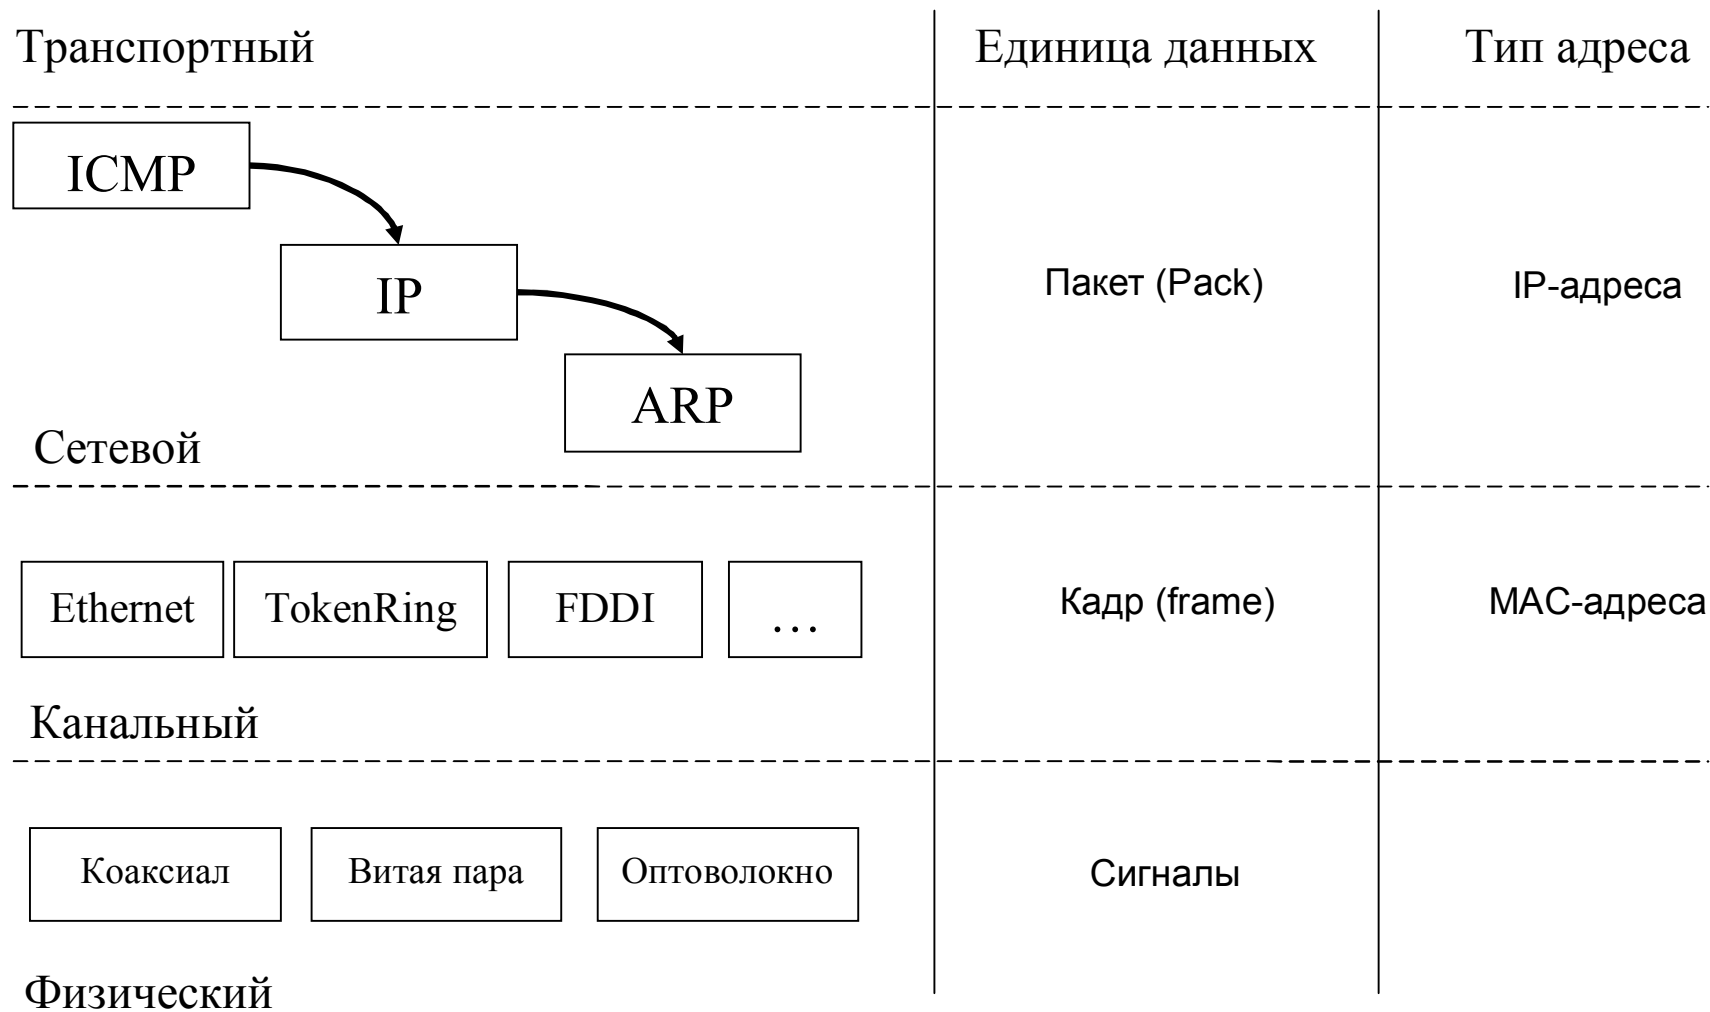 Транспортный Единица данных Тип адреса
ICMP
IP
Пакет (Pack) IP-адреса
ARP
Сетевой
Ethernet TokenRing FDDI ... Кадр (frame) MAC-адреса
Канальный
Коаксиал Витая пара Оптоволокно Сигналы
Физический